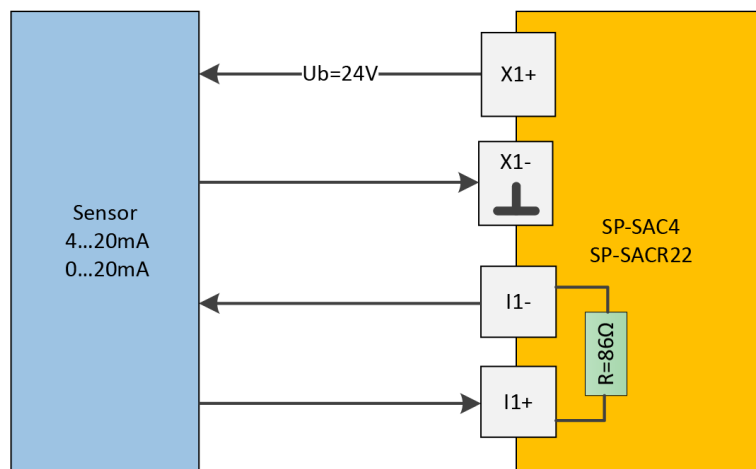 Ub=24V
X1+
X1-
Sensor
4...20mA
0...20mA
SP-SAC4
SP-SACR22
I1-
R=86Ω
I1+